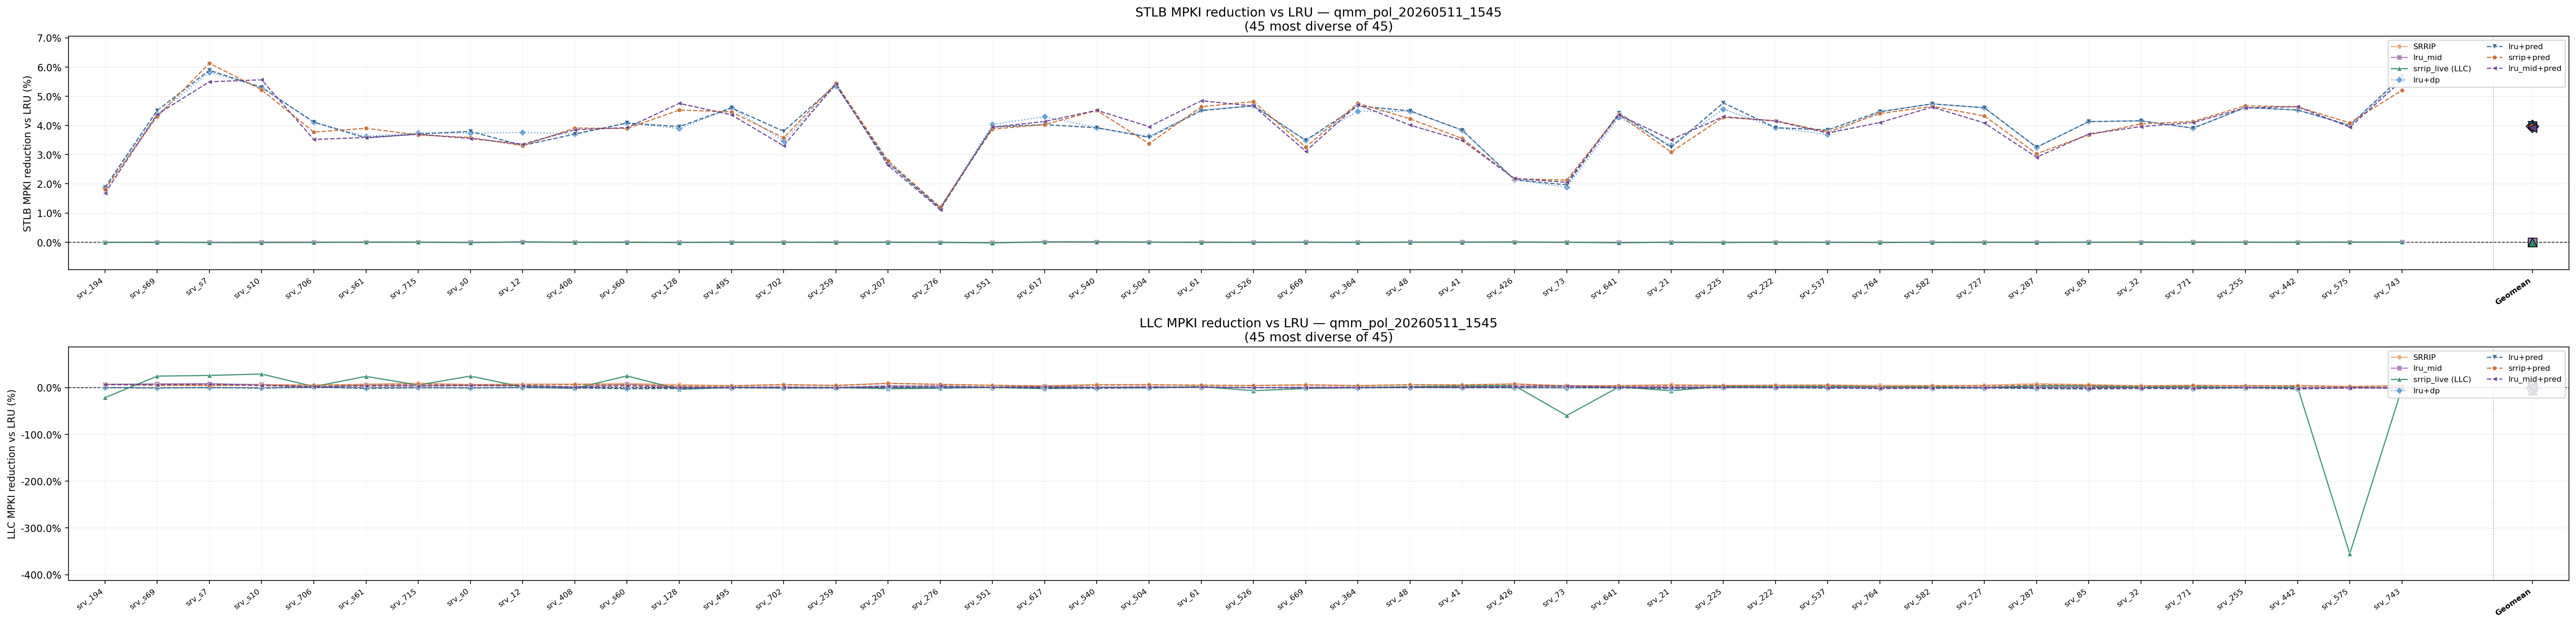 STLB MPKI reduction vs LRU — qmm_pol_20260511_1545
(45 most diverse of 45)
STLB MPKI reduction vs LRU (%)
7.0%
6.0%
5.0%
4.0%
3.0%
2.0%
1.0%
0.0%
SRRIP
lru_mid
srrip_live (LLC)
lru+dp
lru+pred
srrip+pred
lru_mid+pred
srv_194
srv_s69
srv_s7
srv_s10
srv_706
srv_s61
srv_715
srv_s0
srv_12
srv_408
srv_s60
srv_128
srv_495
srv_702
srv_259
srv_207
srv_276
srv_551
srv_617
srv_540
srv_504
srv_61
srv_526
srv_669
srv_364
srv_48
srv_41
srv_426
srv_73
srv_641
srv_21
srv_225
srv_222
srv_537
srv_764
srv_582
srv_727
srv_287
srv_85
srv_32
srv_771
srv_255
srv_442
srv_575
srv_743
Geomean
LLC MPKI reduction vs LRU — qmm_pol_20260511_1545
(45 most diverse of 45)
LLC MPKI reduction vs LRU (%)
0.0%
-100.0%
-200.0%
-300.0%
-400.0%
SRRIP
lru_mid
srrip_live (LLC)
lru+dp
lru+pred
srrip+pred
lru_mid+pred
srv_194
srv_s69
srv_s7
srv_s10
srv_706
srv_s61
srv_715
srv_s0
srv_12
srv_408
srv_s60
srv_128
srv_495
srv_702
srv_259
srv_207
srv_276
srv_551
srv_617
srv_540
srv_504
srv_61
srv_526
srv_669
srv_364
srv_48
srv_41
srv_426
srv_73
srv_641
srv_21
srv_225
srv_222
srv_537
srv_764
srv_582
srv_727
srv_287
srv_85
srv_32
srv_771
srv_255
srv_442
srv_575
srv_743
Geomean